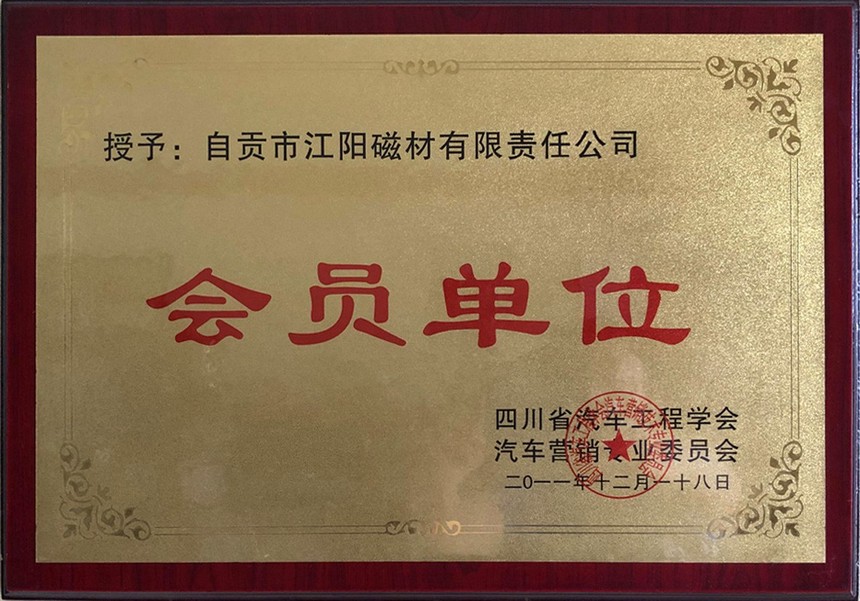 授予：自贡市江阳磁材有限责任公司
会员单位
四川省汽车工程学会
汽车营销专业委员会
二0一一年十二月一十八日